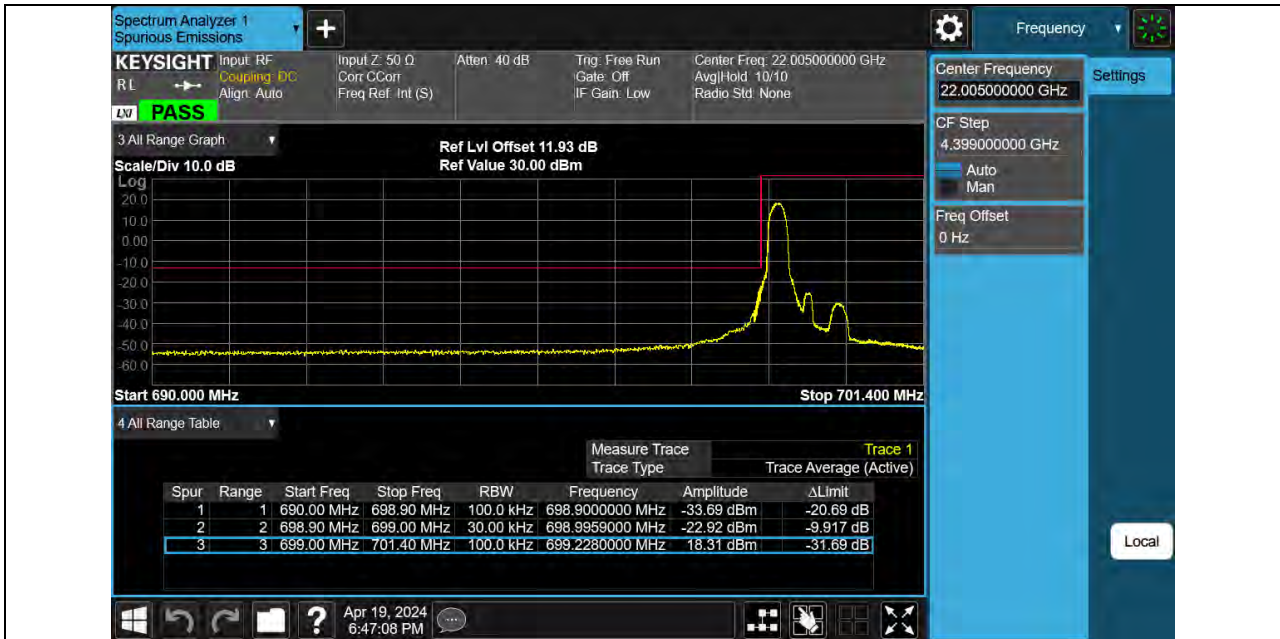 Spectrum Analyzer 1
Spurious Emissions
Frequency
KEYSIGHT
RL
LXI
PASS
Input: RF
Coupling: DC
Align: Auto
Input Z: 50 Ω
Corr CCorr
Freq Ref: Int (S)
Atten: 40 dB
Trig: Free Run
Gate: Off
IF Gain: Low
Center Freq: 22.005000000 GHz
Avg|Hold: 10/10
Radio Std: None
Center Frequency
22.005000000 GHz
Settings
CF Step
4.399000000 GHz
Auto
Man
Freq Offset
0 Hz
3 All Range Graph
Scale/Div 10.0 dB
Ref Lvl Offset 11.93 dB
Ref Value 30.00 dBm
Log
20.0
10.0
0.00
-10.0
-20.0
-30.0
-40.0
-50.0
-60.0
Start 690.000 MHz Stop 701.400 MHz
4 All Range Table
Measure Trace Trace 1
Trace Type Trace Average (Active)
Spur Range Start Freq Stop Freq RBW Frequency Amplitude ΔLimit
1 1 690.00 MHz 698.90 MHz 100.0 kHz 698.9000000 MHz -33.69 dBm -20.69 dB
2 2 698.90 MHz 699.00 MHz 30.00 kHz 698.9959000 MHz -22.92 dBm -9.917 dB
3 3 699.00 MHz 701.40 MHz 100.0 kHz 699.2280000 MHz 18.31 dBm -31.69 dB
Local
Apr 19, 2024
6:47:08 PM